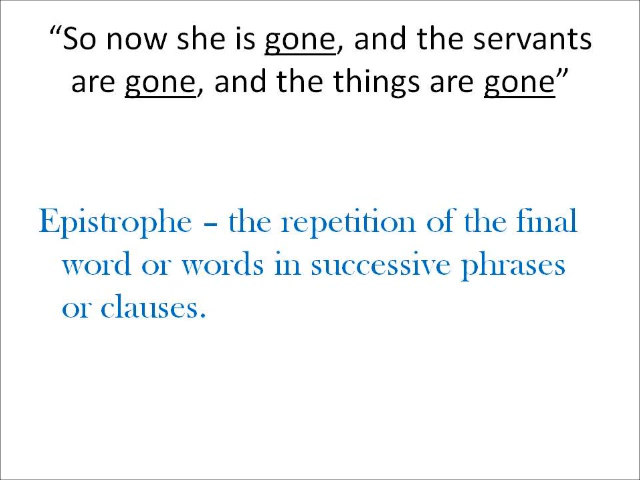 “So now she is gone, and the servants
are gone, and the things are gone”
Epistrophe – the repetition of the final
word or words in successive phrases
or clauses.